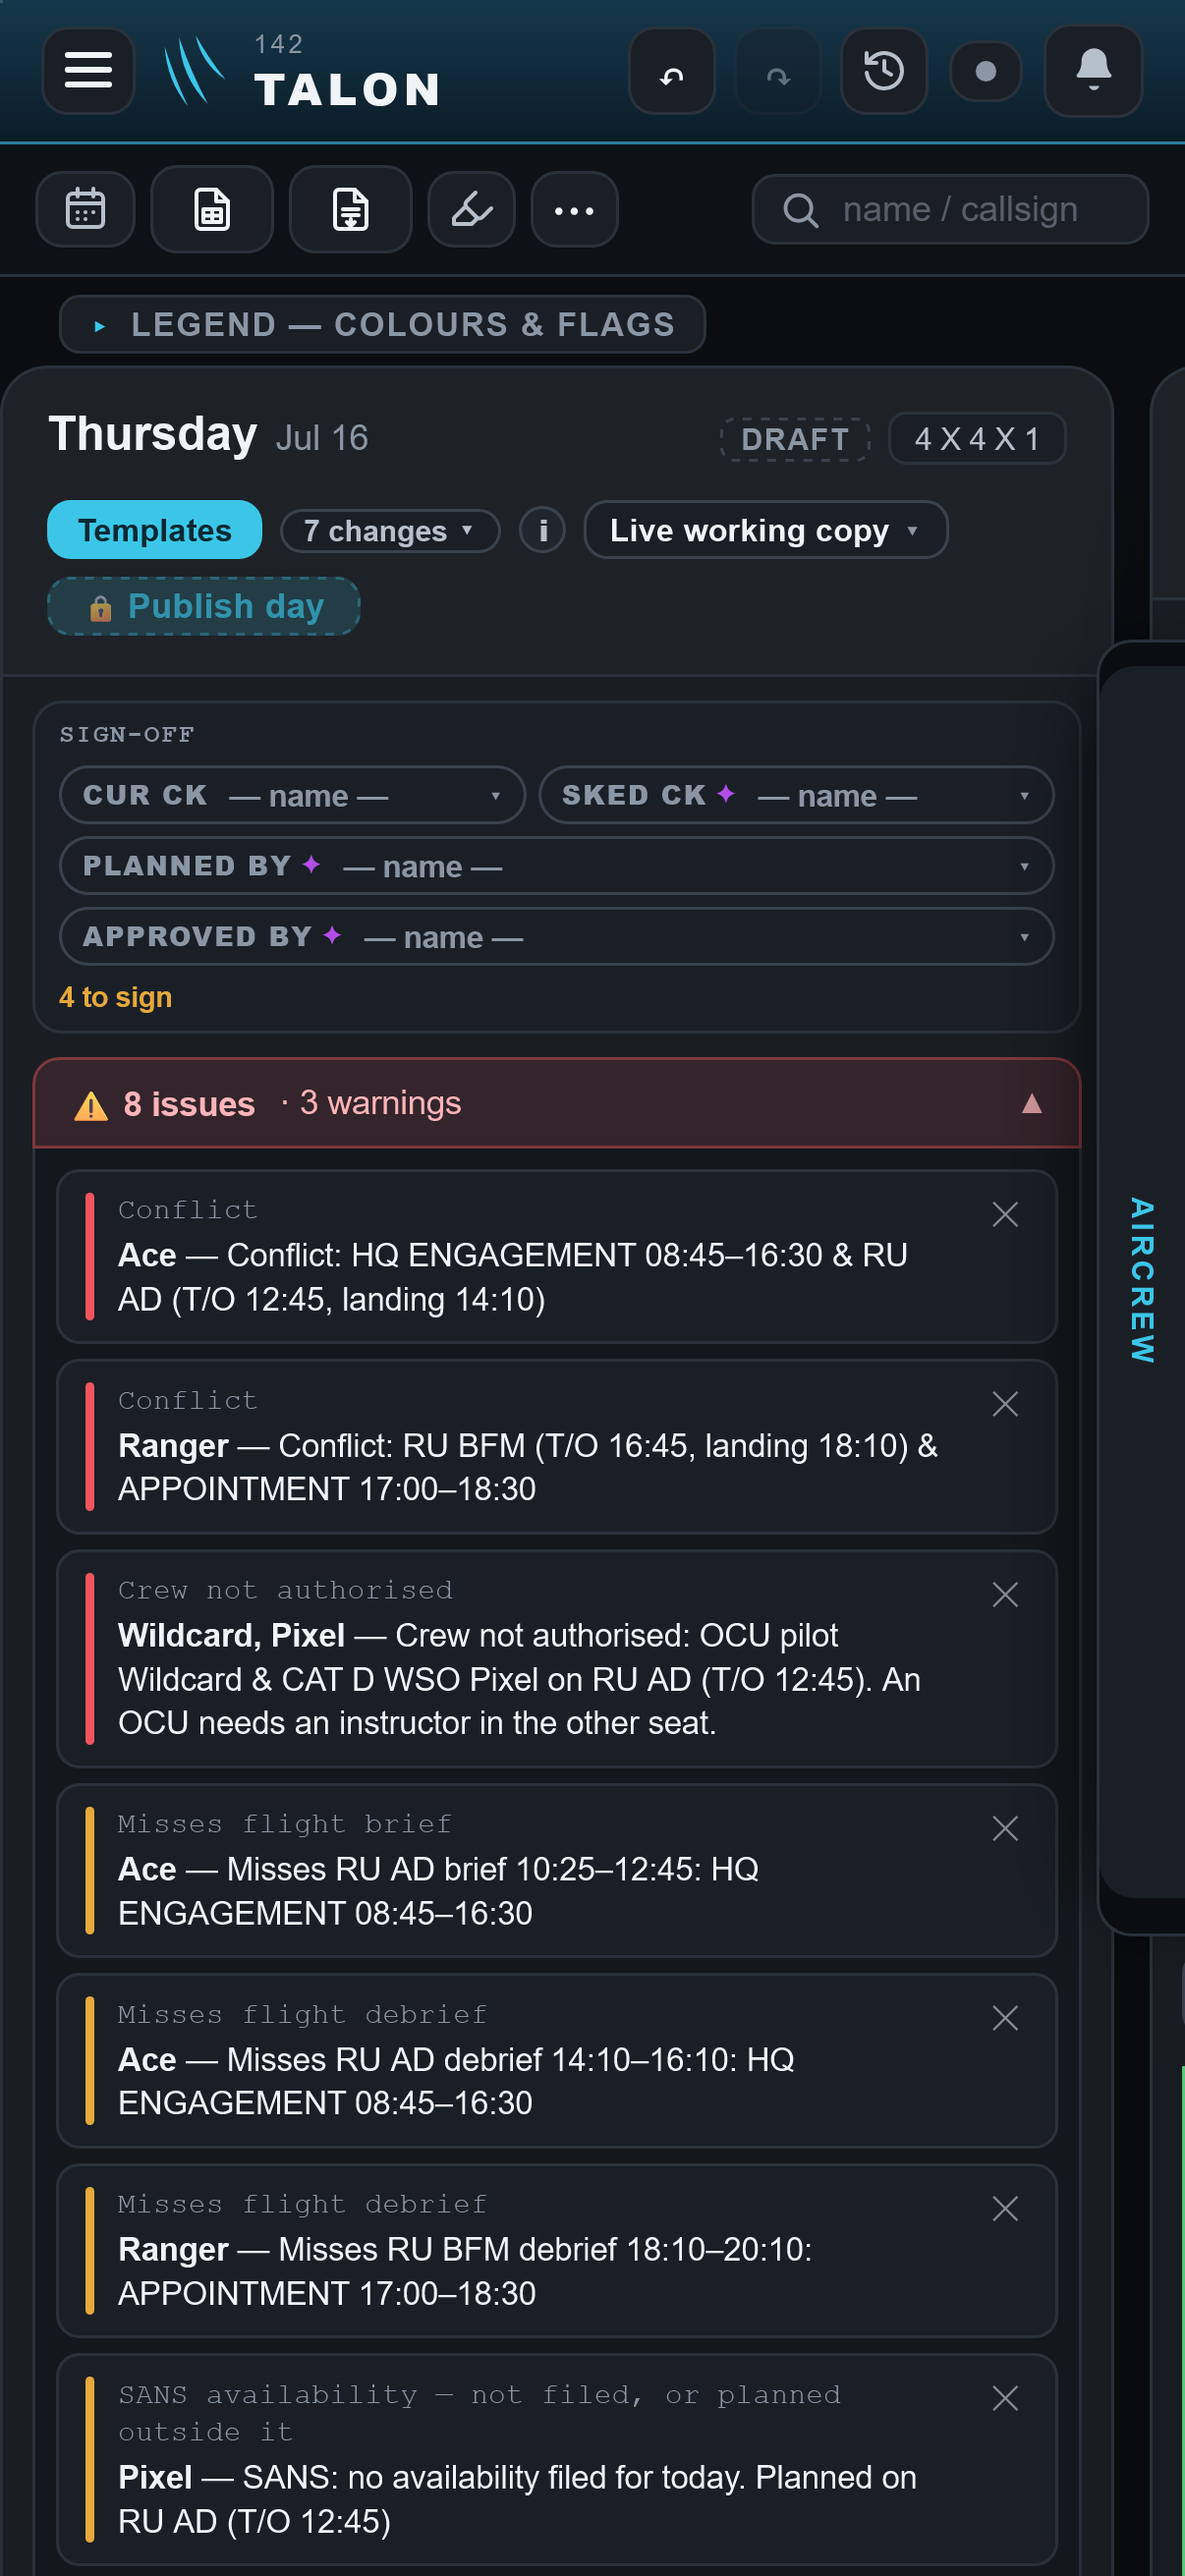 142
TALON
name / callsign
▸ LEGEND — COLOURS & FLAGS
Thursday Jul 16
DRAFT
4 X 4 X 1
Templates
7 changes ▾
i
Live working copy ▾
🔒 Publish day
SIGN-OFF
CUR CK — name — ▾
SKED CK ✦ — name — ▾
PLANNED BY ✦ — name — ▾
APPROVED BY ✦ — name — ▾
4 to sign
⚠️ 8 issues · 3 warnings ▲
Conflict
Ace — Conflict: HQ ENGAGEMENT 08:45–16:30 & RU
AD (T/O 12:45, landing 14:10)
Conflict
Ranger — Conflict: RU BFM (T/O 16:45, landing 18:10) &
APPOINTMENT 17:00–18:30
Crew not authorised
Wildcard, Pixel — Crew not authorised: OCU pilot
Wildcard & CAT D WSO Pixel on RU AD (T/O 12:45). An
OCU needs an instructor in the other seat.
Misses flight brief
Ace — Misses RU AD brief 10:25–12:45: HQ
ENGAGEMENT 08:45–16:30
Misses flight debrief
Ace — Misses RU AD debrief 14:10–16:10: HQ
ENGAGEMENT 08:45–16:30
Misses flight debrief
Ranger — Misses RU BFM debrief 18:10–20:10:
APPOINTMENT 17:00–18:30
SANS availability — not filed, or planned
outside it
Pixel — SANS: no availability filed for today. Planned on
RU AD (T/O 12:45)
AIRCREW